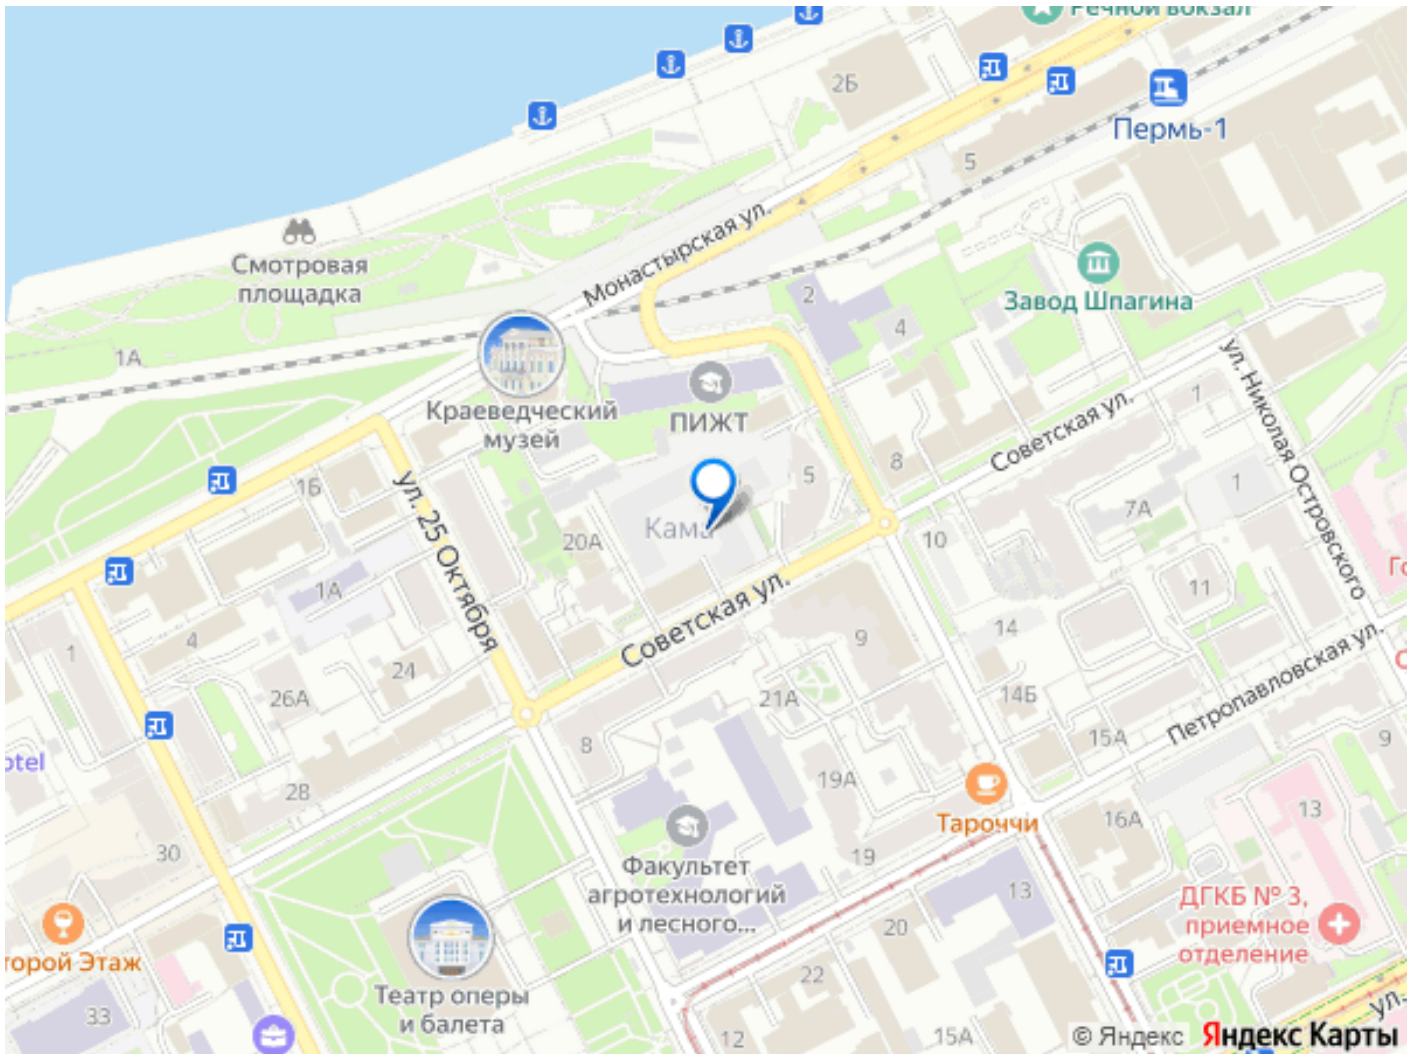 Речной вокзал
2Б
Пермь-1
5
Монастырская ул.
Смотровая
площадка
2
Завод Шпагина
4
1А
Краеведческий
музей
ПИЖТ
ул. Николая Островского
Советская ул.
1
8
5
1
1Б
ул. 25 Октября
7А
Кама
20А
10
1А
11
Советская ул.
14
9
4
1
24
Петропавловская ул.
14Б
26А
21А
15А
9
8
otel
19А
28
13
Тароччи
16А
30
19
Факультет
агротехнологий
и лесного...
13
ДГКБ № 3,
приемное
отделение
20
торой Этаж
22
Театр оперы
и балета
33
12
15А
ул.
© Яндекс Яндекс Карты